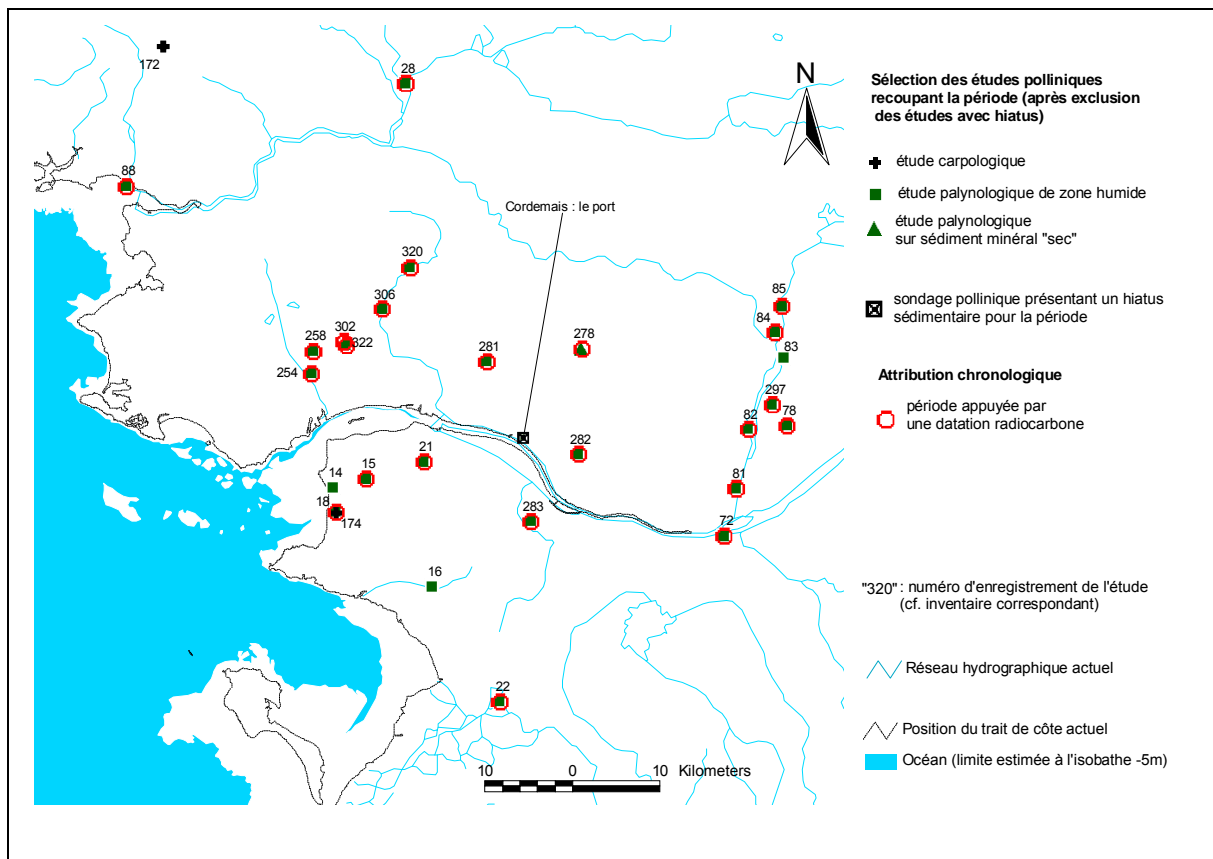 172
28
N
88
Cordemais : le port
320
306
85
302
84
258
322
278
83
281
254
297
82
78
21
282
15
14
81
18
174
283
72
16
22
10 0 10 Kilometers
Sélection des études polliniques
recoupant la période (après exclusion
des études avec hiatus)
étude carpologique
étude palynologique de zone humide
étude palynologique
sur sédiment minéral "sec"
sondage pollinique présentant un hiatus
sédimentaire pour la période
Attribution chronologique
période appuyée par
une datation radiocarbone
"320" : numéro d'enregistrement de l'étude
(cf. inventaire correspondant)
Réseau hydrographique actuel
Position du trait de côte actuel
Océan (limite estimée à l'isobathe -5m)